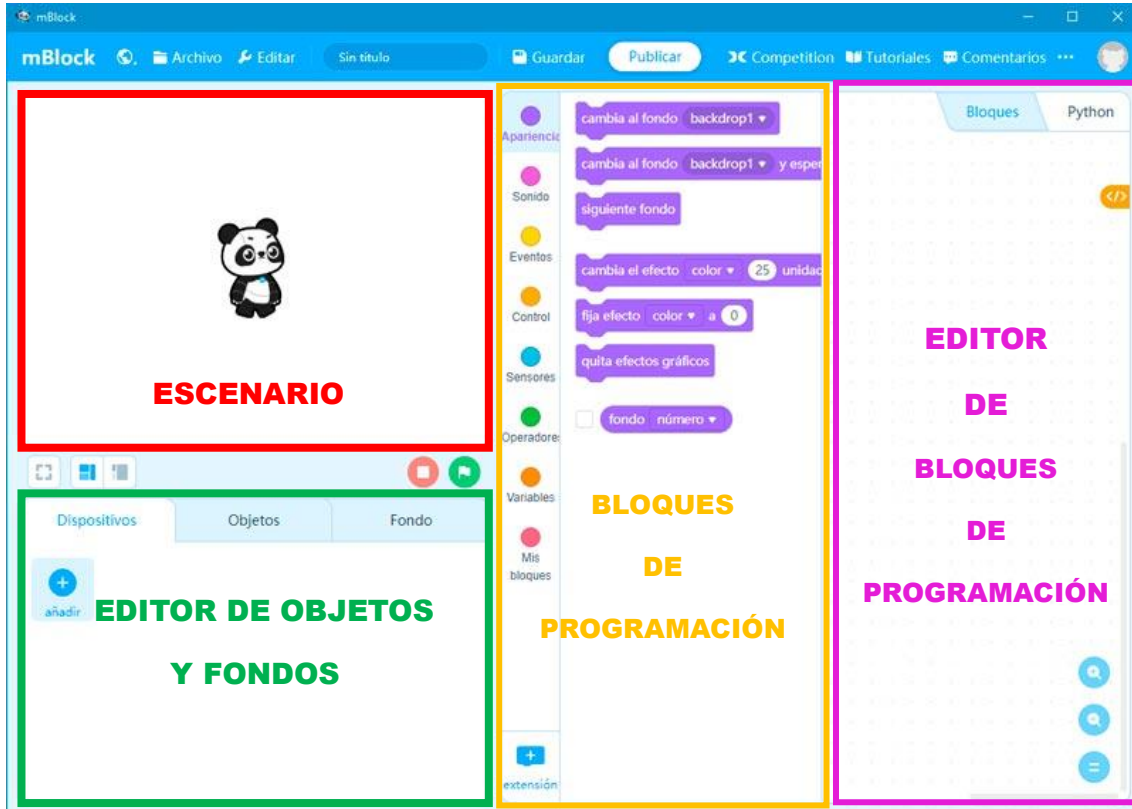 mBlock
mBlock Archivo Editar Sin título Guardar Publicar Competition Tutoriales Comentarios
Apariencia
Sonido
Eventos
Control
Sensores
Operadores
Variables
Mis
bloques
extensión
cambia al fondo backdrop1
cambia al fondo backdrop1 y esper
siguiente fondo
cambia el efecto color 25 unidad
fija efecto color a 0
quita efectos gráficos
fondo número
BLOQUES
DE
PROGRAMACIÓN
Bloques Python
</>
EDITOR
DE
BLOQUES
DE
PROGRAMACIÓN
ESCENARIO
Dispositivos Objetos Fondo
añadir
EDITOR DE OBJETOS
Y FONDOS